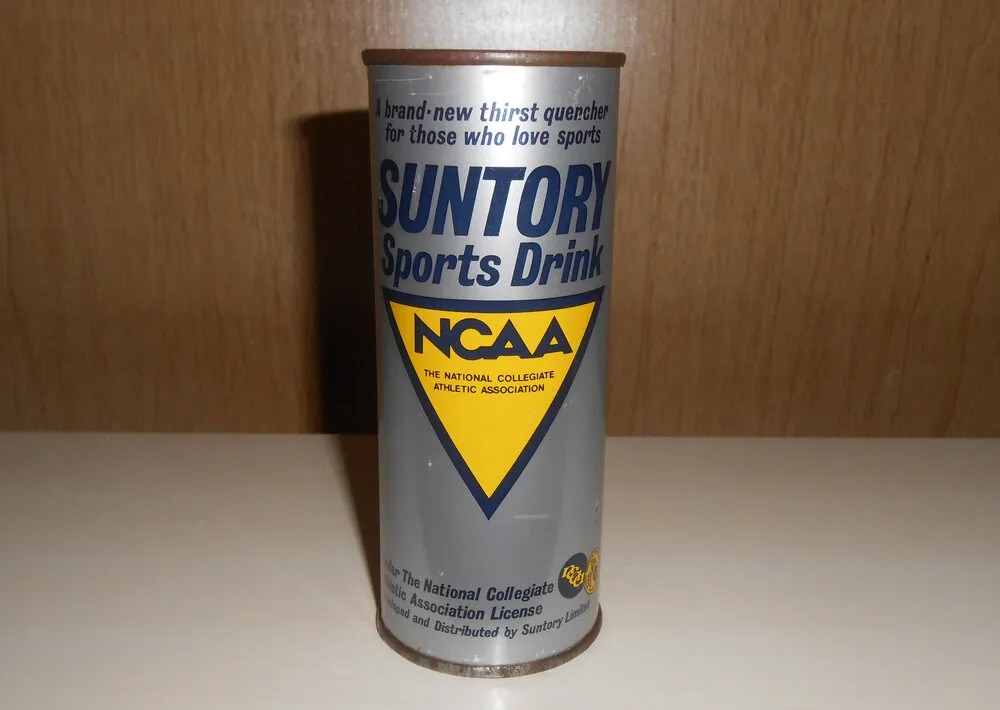 A brand-new thirst quencher
for those who love sports
SUNTORY
Sports Drink
NCAA
THE NATIONAL COLLEGIATE
ATHLETIC ASSOCIATION
The National Collegiate
Association License
and Distributed by Suntory Limited